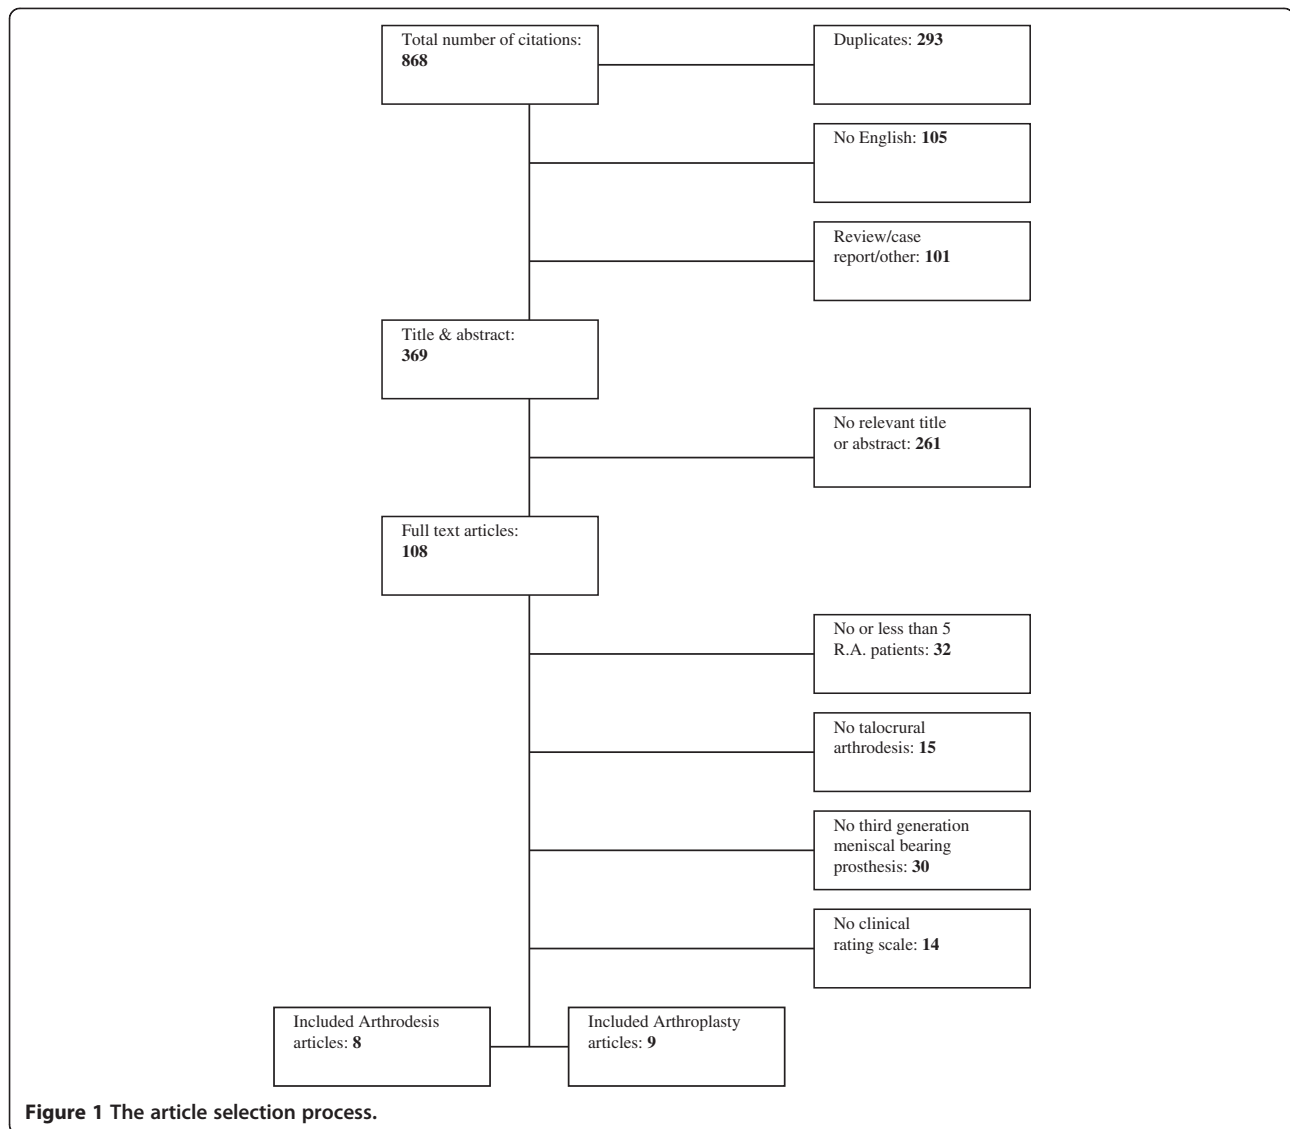 Total number of citations:
868
Duplicates: 293
No English: 105
Review/case
report/other: 101
Title & abstract:
369
No relevant title
or abstract: 261
Full text articles:
108
No or less than 5
R.A. patients: 32
No talocrural
arthrodesis: 15
No third generation
meniscal bearing
prosthesis: 30
No clinical
rating scale: 14
Included Arthrodesis
articles: 8
Included Arthroplasty
articles: 9
Figure 1 The article selection process.